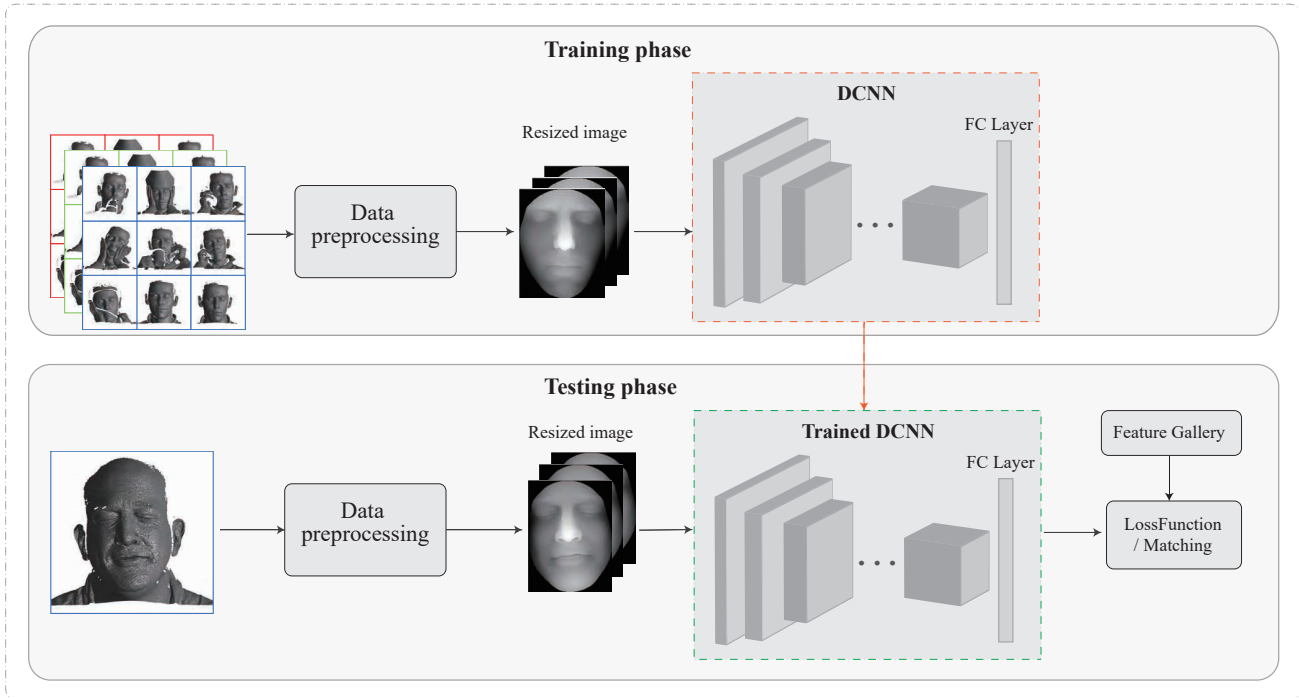 Training phase
DCNN
FC Layer
Resized image
Data
preprocessing
Testing phase
Trained DCNN
FC Layer
Resized image
Data
preprocessing
Feature Gallery
LossFunction
/ Matching